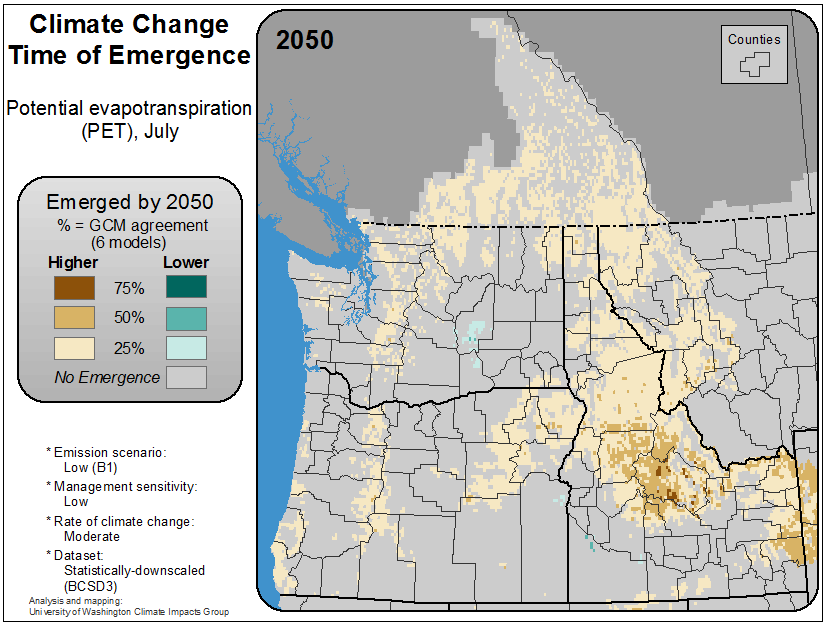 Climate Change
Time of Emergence
Potential evapotranspiration
(PET), July
Emerged by 2050
% = GCM agreement
(6 models)
Higher Lower
75%
50%
25%
No Emergence
* Emission scenario:
Low (B1)
* Management sensitivity:
Low
* Rate of climate change:
Moderate
* Dataset:
Statistically-downscaled
(BCSD3)
Analysis and mapping:
University of Washington Climate Impacts Group
2050
Counties